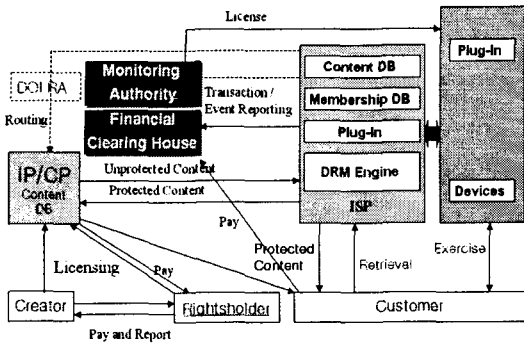 License
Monitoring
Authority
Financial
Clearing House
DOI RA
Routing
Transaction /
Event Reporting
Content DB
Membership DB
Plug-In
DRM Engine
ISP
Plug-In
Devices
IP/CP
Content
DB
Unprotected Content
Protected Content
Pay
Protected
Content
Retrieval
Exercise
Licensing
Pay
Creator
Rightsholder
Customer
Pay and Report